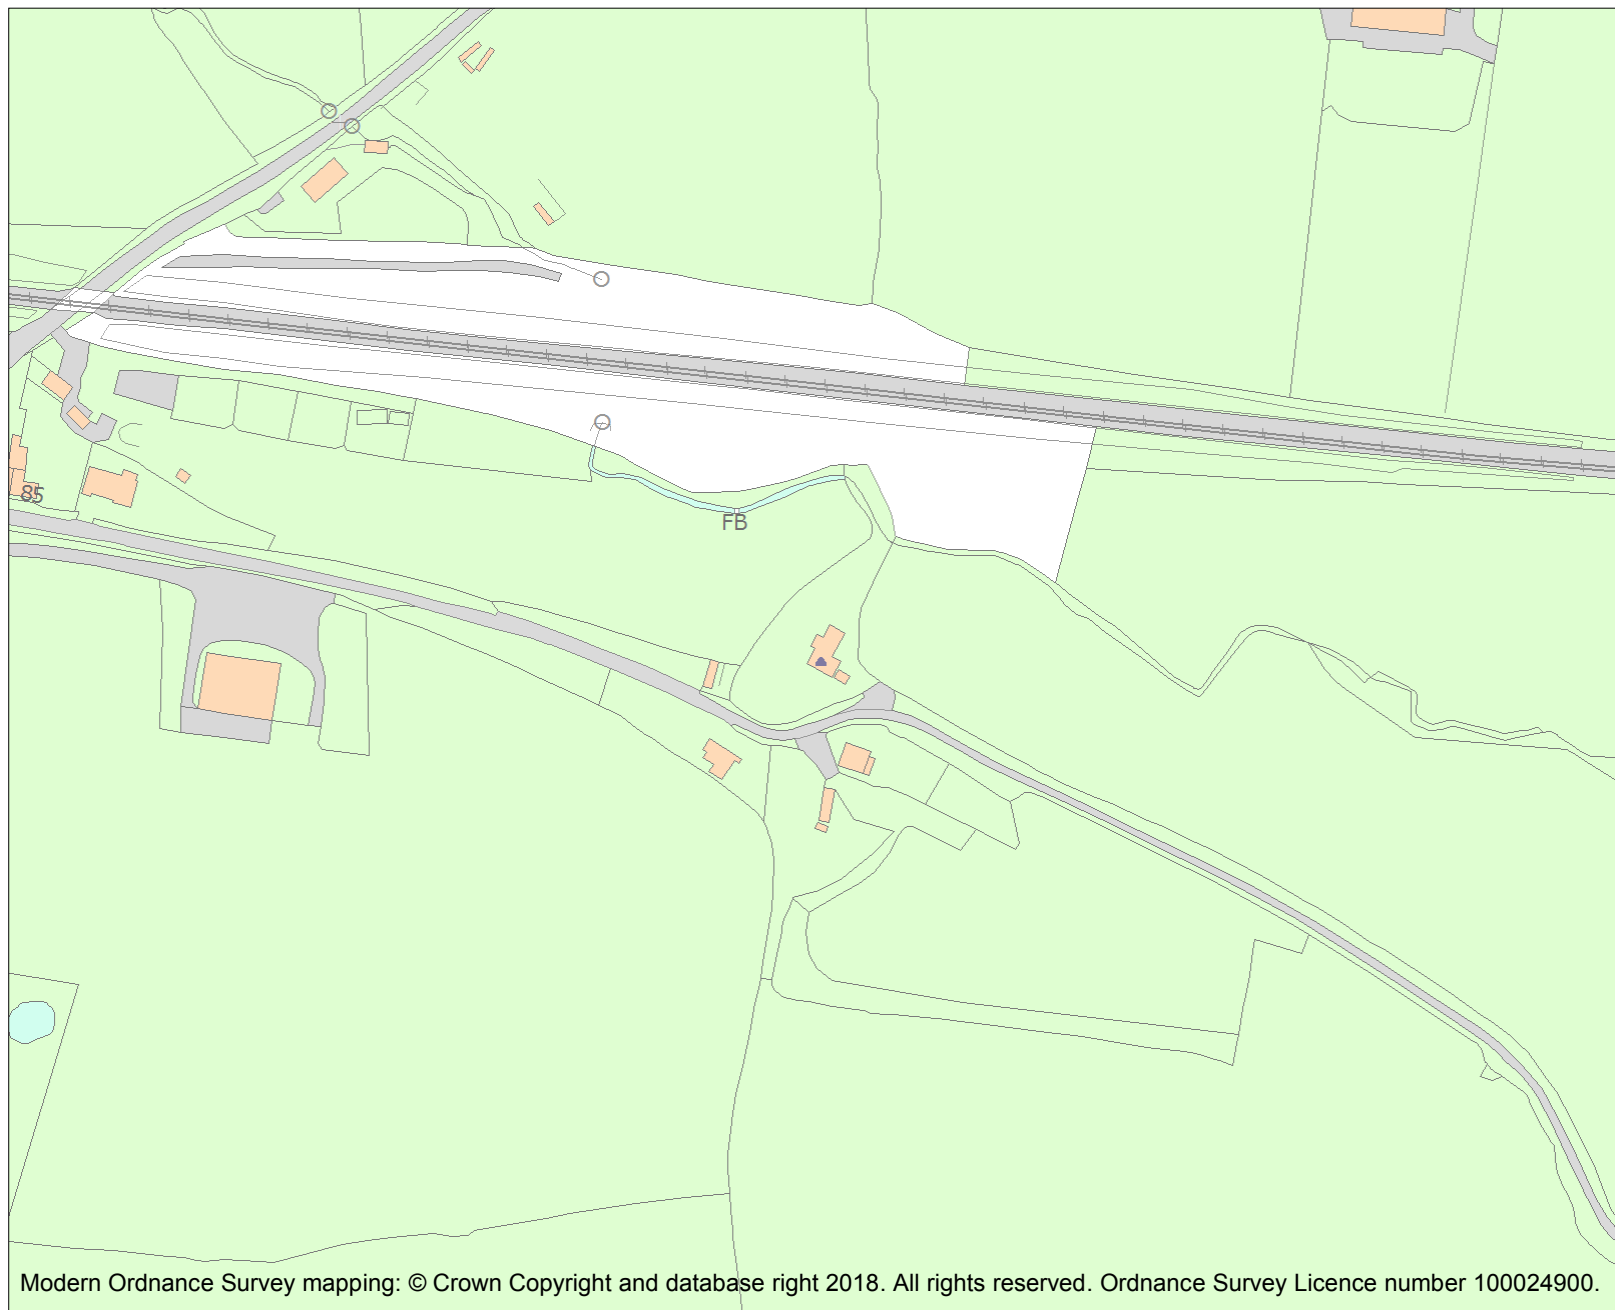 85
FB
Modern Ordnance Survey mapping: © Crown Copyright and database right 2018. All rights reserved. Ordnance Survey Licence number 100024900.